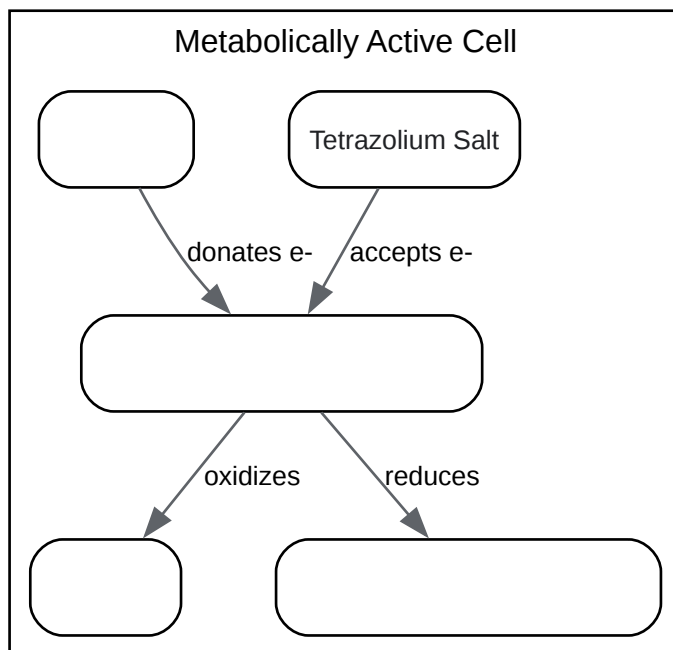 Metabolically Active Cell
Tetrazolium Salt
donates e-
accepts e-
oxidizes
reduces